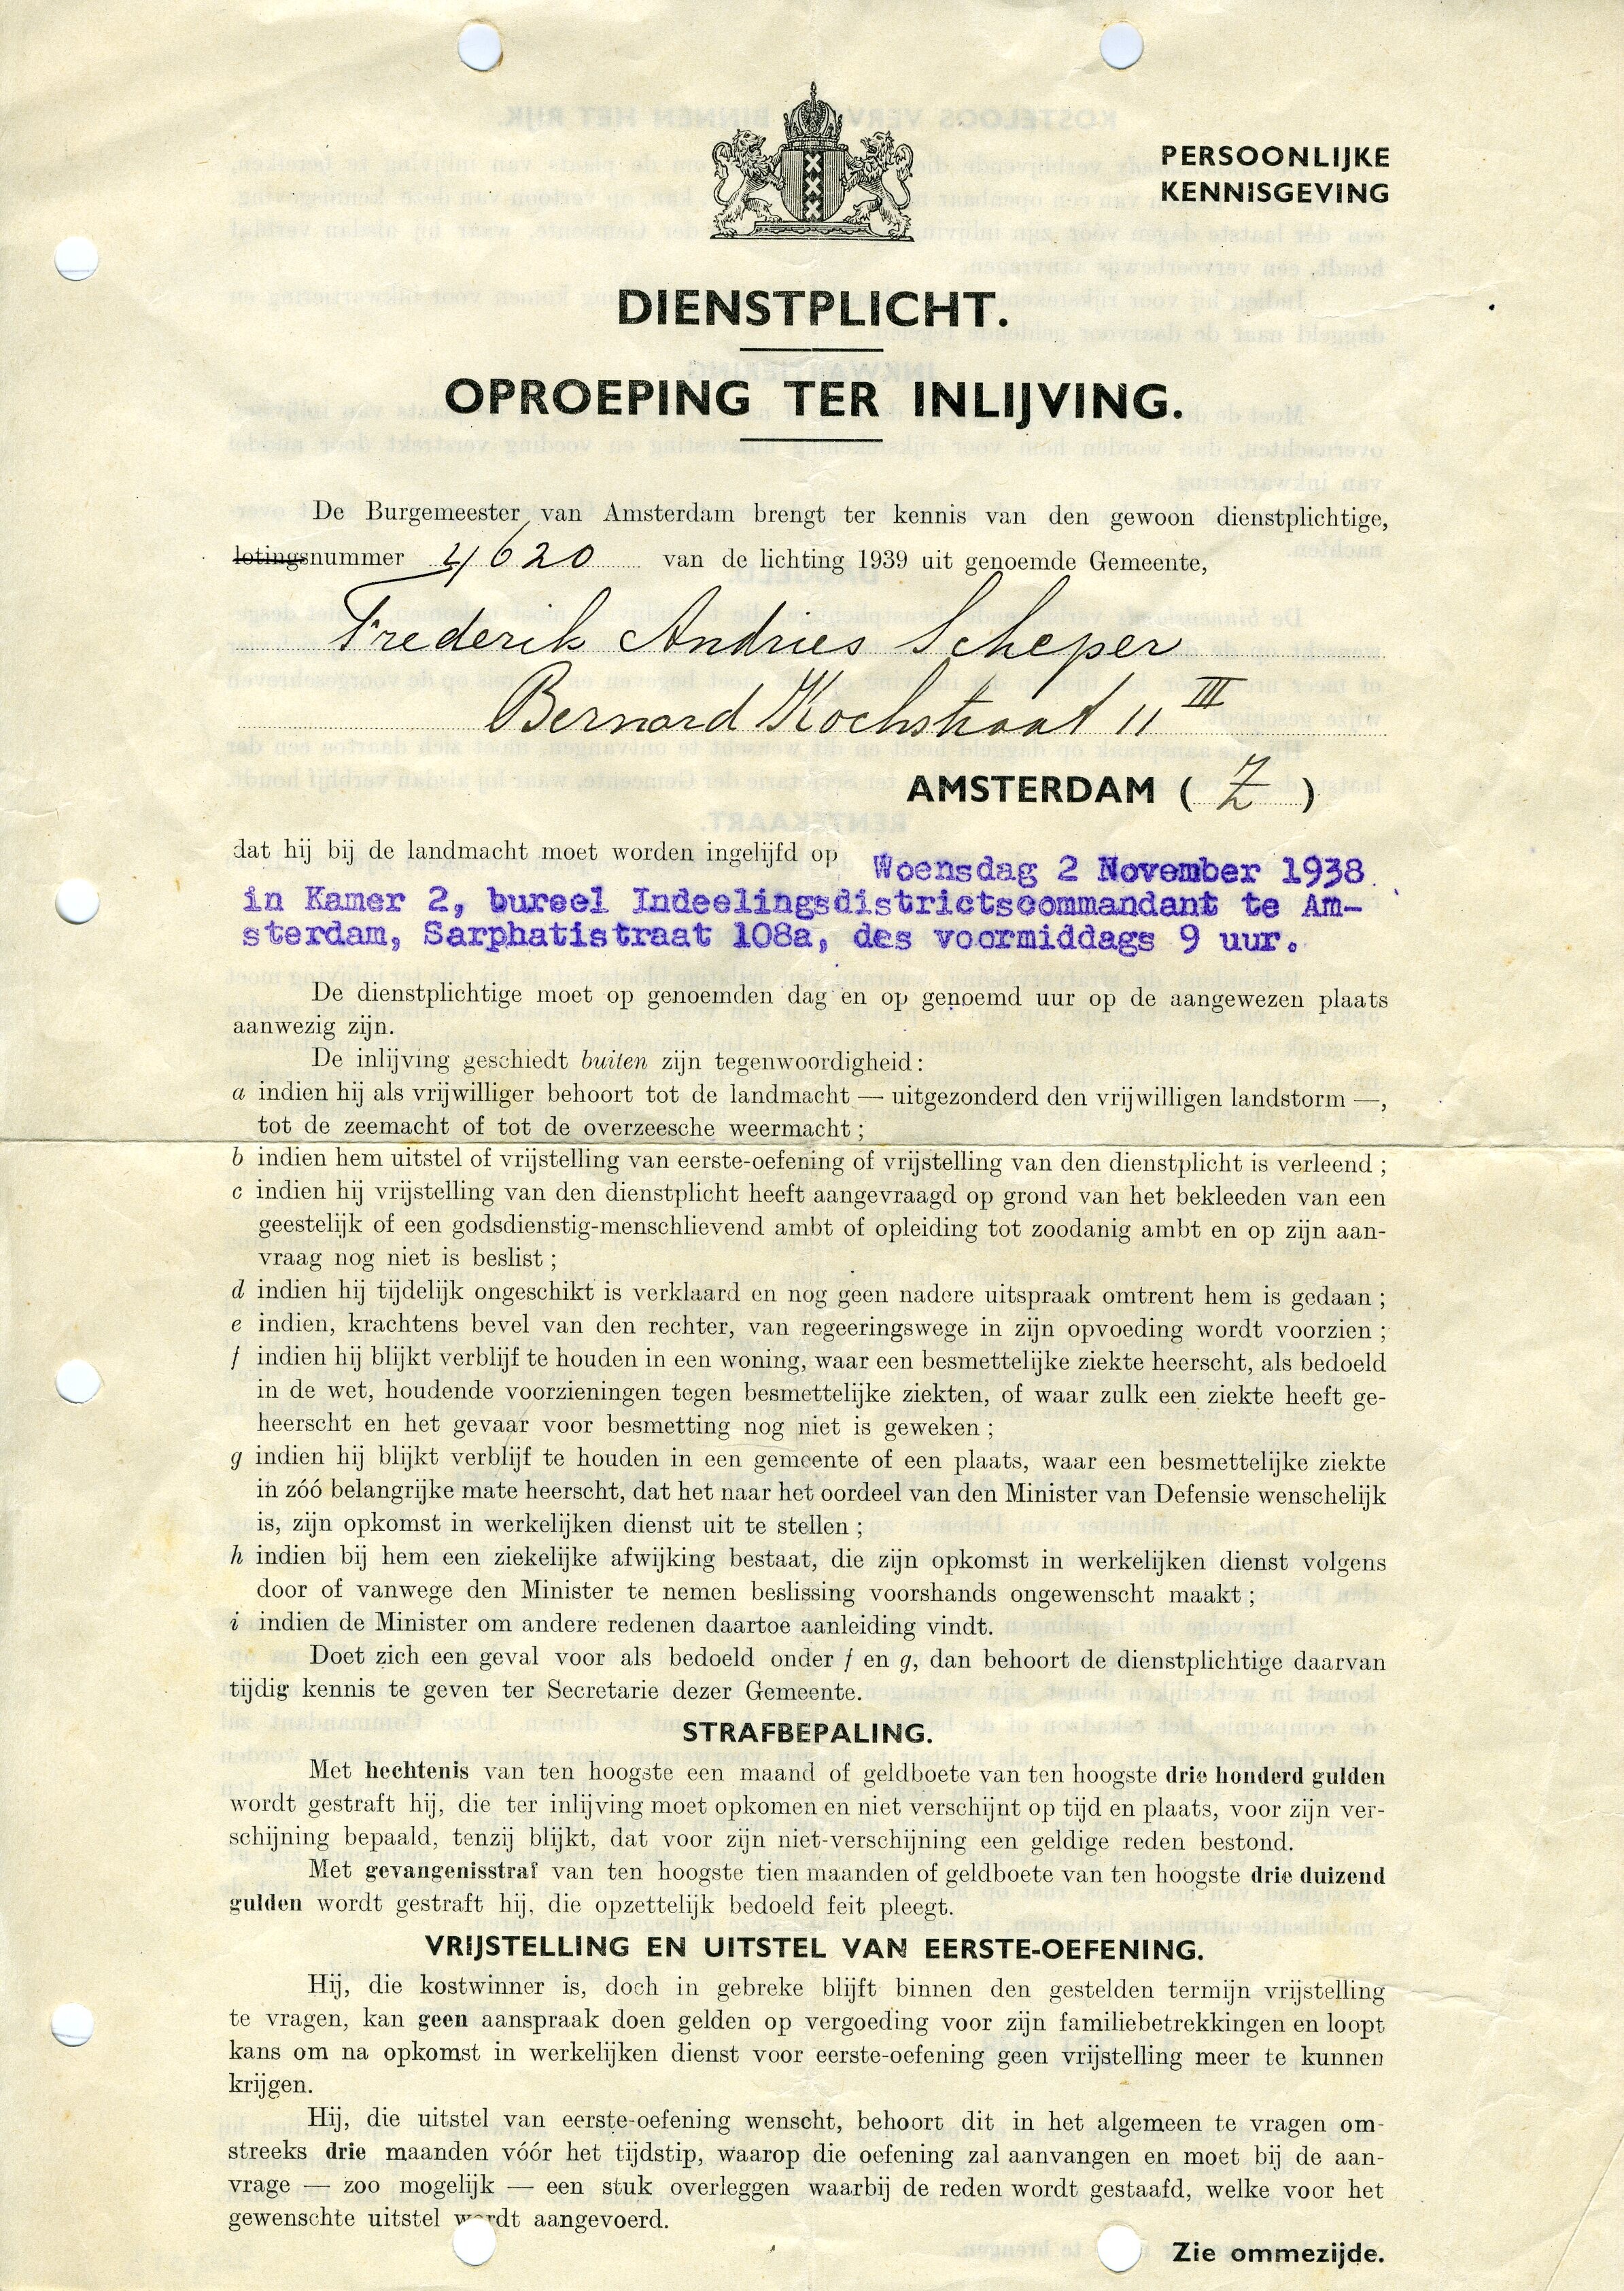 PERSOONLIJKE
KENNISGEVING
DIENSTPLICHT.
OPROEPING TER INLIJVING.
De Burgemeester van Amsterdam brengt ter kennis van den gewoon dienstplichtige,
lotingsnummer 4620 van de lichting 1939 uit genoemde Gemeente,
Frederik Andries Scheper
Bernard Kochstraat 11 III
AMSTERDAM ( Z )
dat hij bij de landmacht moet worden ingelijfd op Woensdag 2 November 1938
in Kamer 2, bureel Indeelingsdistrictscommandant te Am-
sterdam, Sarphatistraat 108a, des voormiddags 9 uur.
De dienstplichtige moet op genoemden dag en op genoemd uur op de aangewezen plaats
aanwezig zijn.
De inlijving geschiedt buiten zijn tegenwoordigheid:
a indien hij als vrijwilliger behoort tot de landmacht — uitgezonderd den vrijwilligen landstorm —,
tot de zeemacht of tot de overzeesche weermacht;
b indien hem uitstel of vrijstelling van eerste-oefening of vrijstelling van den dienstplicht is verleend;
c indien hij vrijstelling van den dienstplicht heeft aangevraagd op grond van het bekleeden van een
geestelijk of een godsdienstig-menschlievend ambt of opleiding tot zoodanig ambt en op zijn aan-
vraag nog niet is beslist;
d indien hij tijdelijk ongeschikt is verklaard en nog geen nadere uitspraak omtrent hem is gedaan;
e indien, krachtens bevel van den rechter, van regeeringswege in zijn opvoeding wordt voorzien;
f indien hij blijkt verblijf te houden in een woning, waar een besmettelijke ziekte heerscht, als bedoeld
in de wet, houdende voorzieningen tegen besmettelijke ziekten, of waar zulk een ziekte heeft ge-
heerscht en het gevaar voor besmetting nog niet is geweken;
g indien hij blijkt verblijf te houden in een gemeente of een plaats, waar een besmettelijke ziekte
in zóó belangrijke mate heerscht, dat het naar het oordeel van den Minister van Defensie wenschelijk
is, zijn opkomst in werkelijken dienst uit te stellen;
h indien bij hem een ziekelijke afwijking bestaat, die zijn opkomst in werkelijken dienst volgens
door of vanwege den Minister te nemen beslissing voorshands ongewenscht maakt;
i indien de Minister om andere redenen daartoe aanleiding vindt.
Doet zich een geval voor als bedoeld onder f en g, dan behoort de dienstplichtige daarvan
tijdig kennis te geven ter Secretarie dezer Gemeente.
STRAFBEPALING.
Met hechtenis van ten hoogste een maand of geldboete van ten hoogste drie honderd gulden
wordt gestraft hij, die ter inlijving moet opkomen en niet verschijnt op tijd en plaats, voor zijn ver-
schijning bepaald, tenzij blijkt, dat voor zijn niet-verschijning een geldige reden bestond.
Met gevangenisstraf van ten hoogste tien maanden of geldboete van ten hoogste drie duizend
gulden wordt gestraft hij, die opzettelijk bedoeld feit pleegt.
VRIJSTELLING EN UITSTEL VAN EERSTE-OEFENING.
Hij, die kostwinner is, doch in gebreke blijft binnen den gestelden termijn vrijstelling
te vragen, kan geen aanspraak doen gelden op vergoeding voor zijn familiebetrekkingen en loopt
kans om na opkomst in werkelijken dienst voor eerste-oefening geen vrijstelling meer te kunnen
krijgen.
Hij, die uitstel van eerste-oefening wenscht, behoort dit in het algemeen te vragen om-
streeks drie maanden vóór het tijdstip, waarop die oefening zal aanvangen en moet bij de aan-
vrage — zoo mogelijk — een stuk overleggen waarbij de reden wordt gestaafd, welke voor het
gewenschte uitstel wordt aangevoerd.
Zie ommezijde.